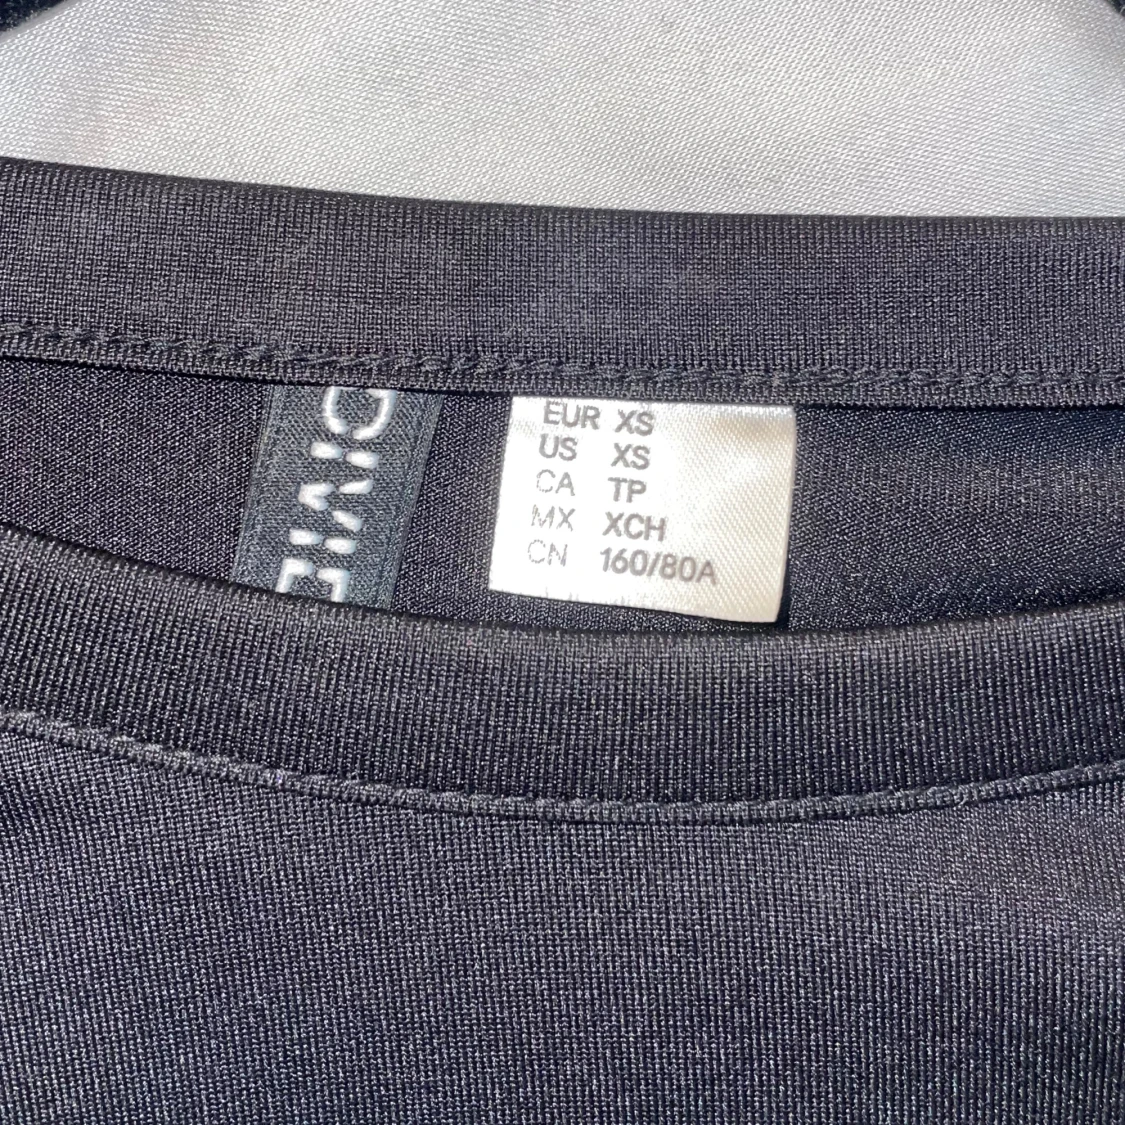 EUR XS
US XS
CA TP
MX XCH
CN 160/80A